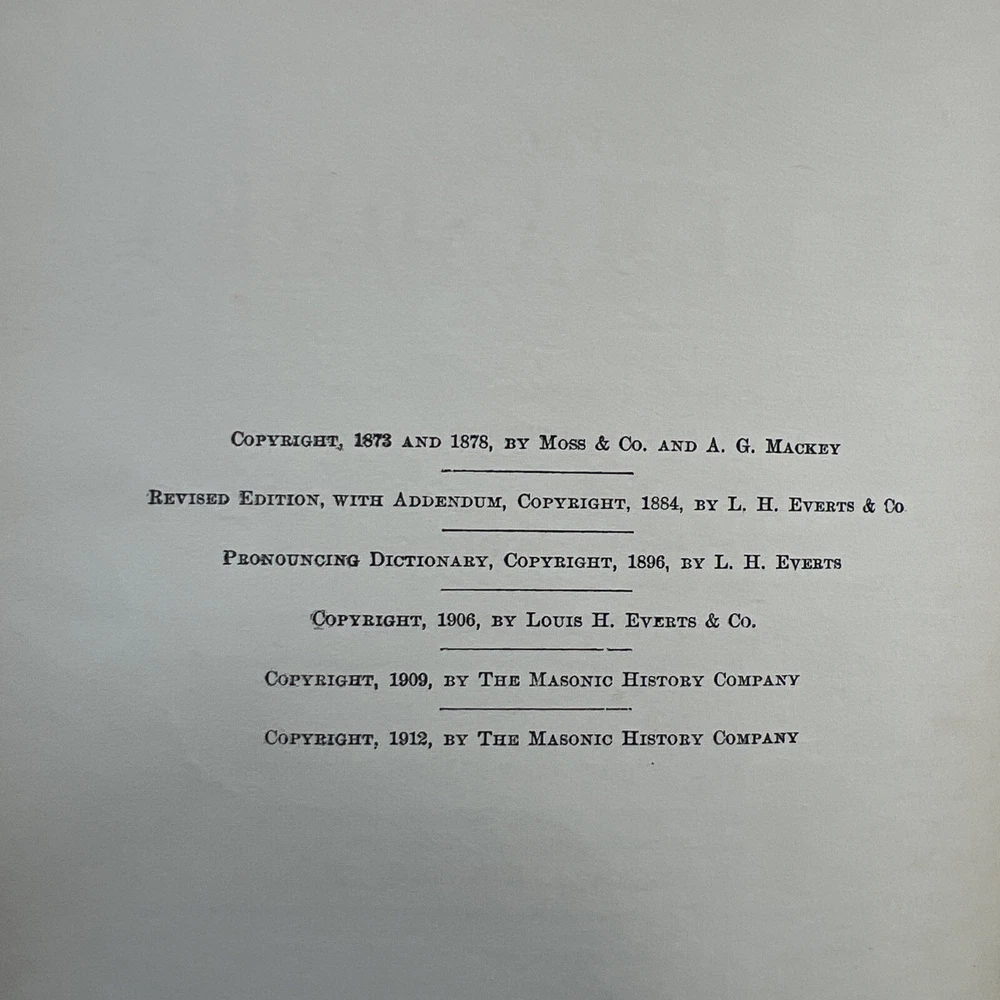 Copyright, 1873 and 1878, by Moss & Co. and A. G. Mackey
Revised Edition, with Addendum, Copyright, 1884, by L. H. Everts & Co.
Pronouncing Dictionary, Copyright, 1896, by L. H. Everts
Copyright, 1906, by Louis H. Everts & Co.
Copyright, 1909, by The Masonic History Company
Copyright, 1912, by The Masonic History Company